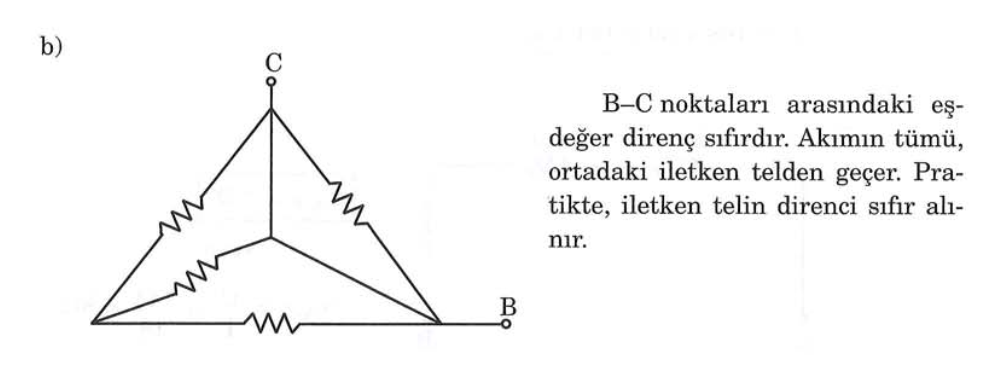 b)
C
B–C noktaları arasındaki eş-
değer direnç sıfırdır. Akımın tümü,
ortadaki iletken telden geçer. Pra-
tikte, iletken telin direnci sıfır alı-
nır.
B